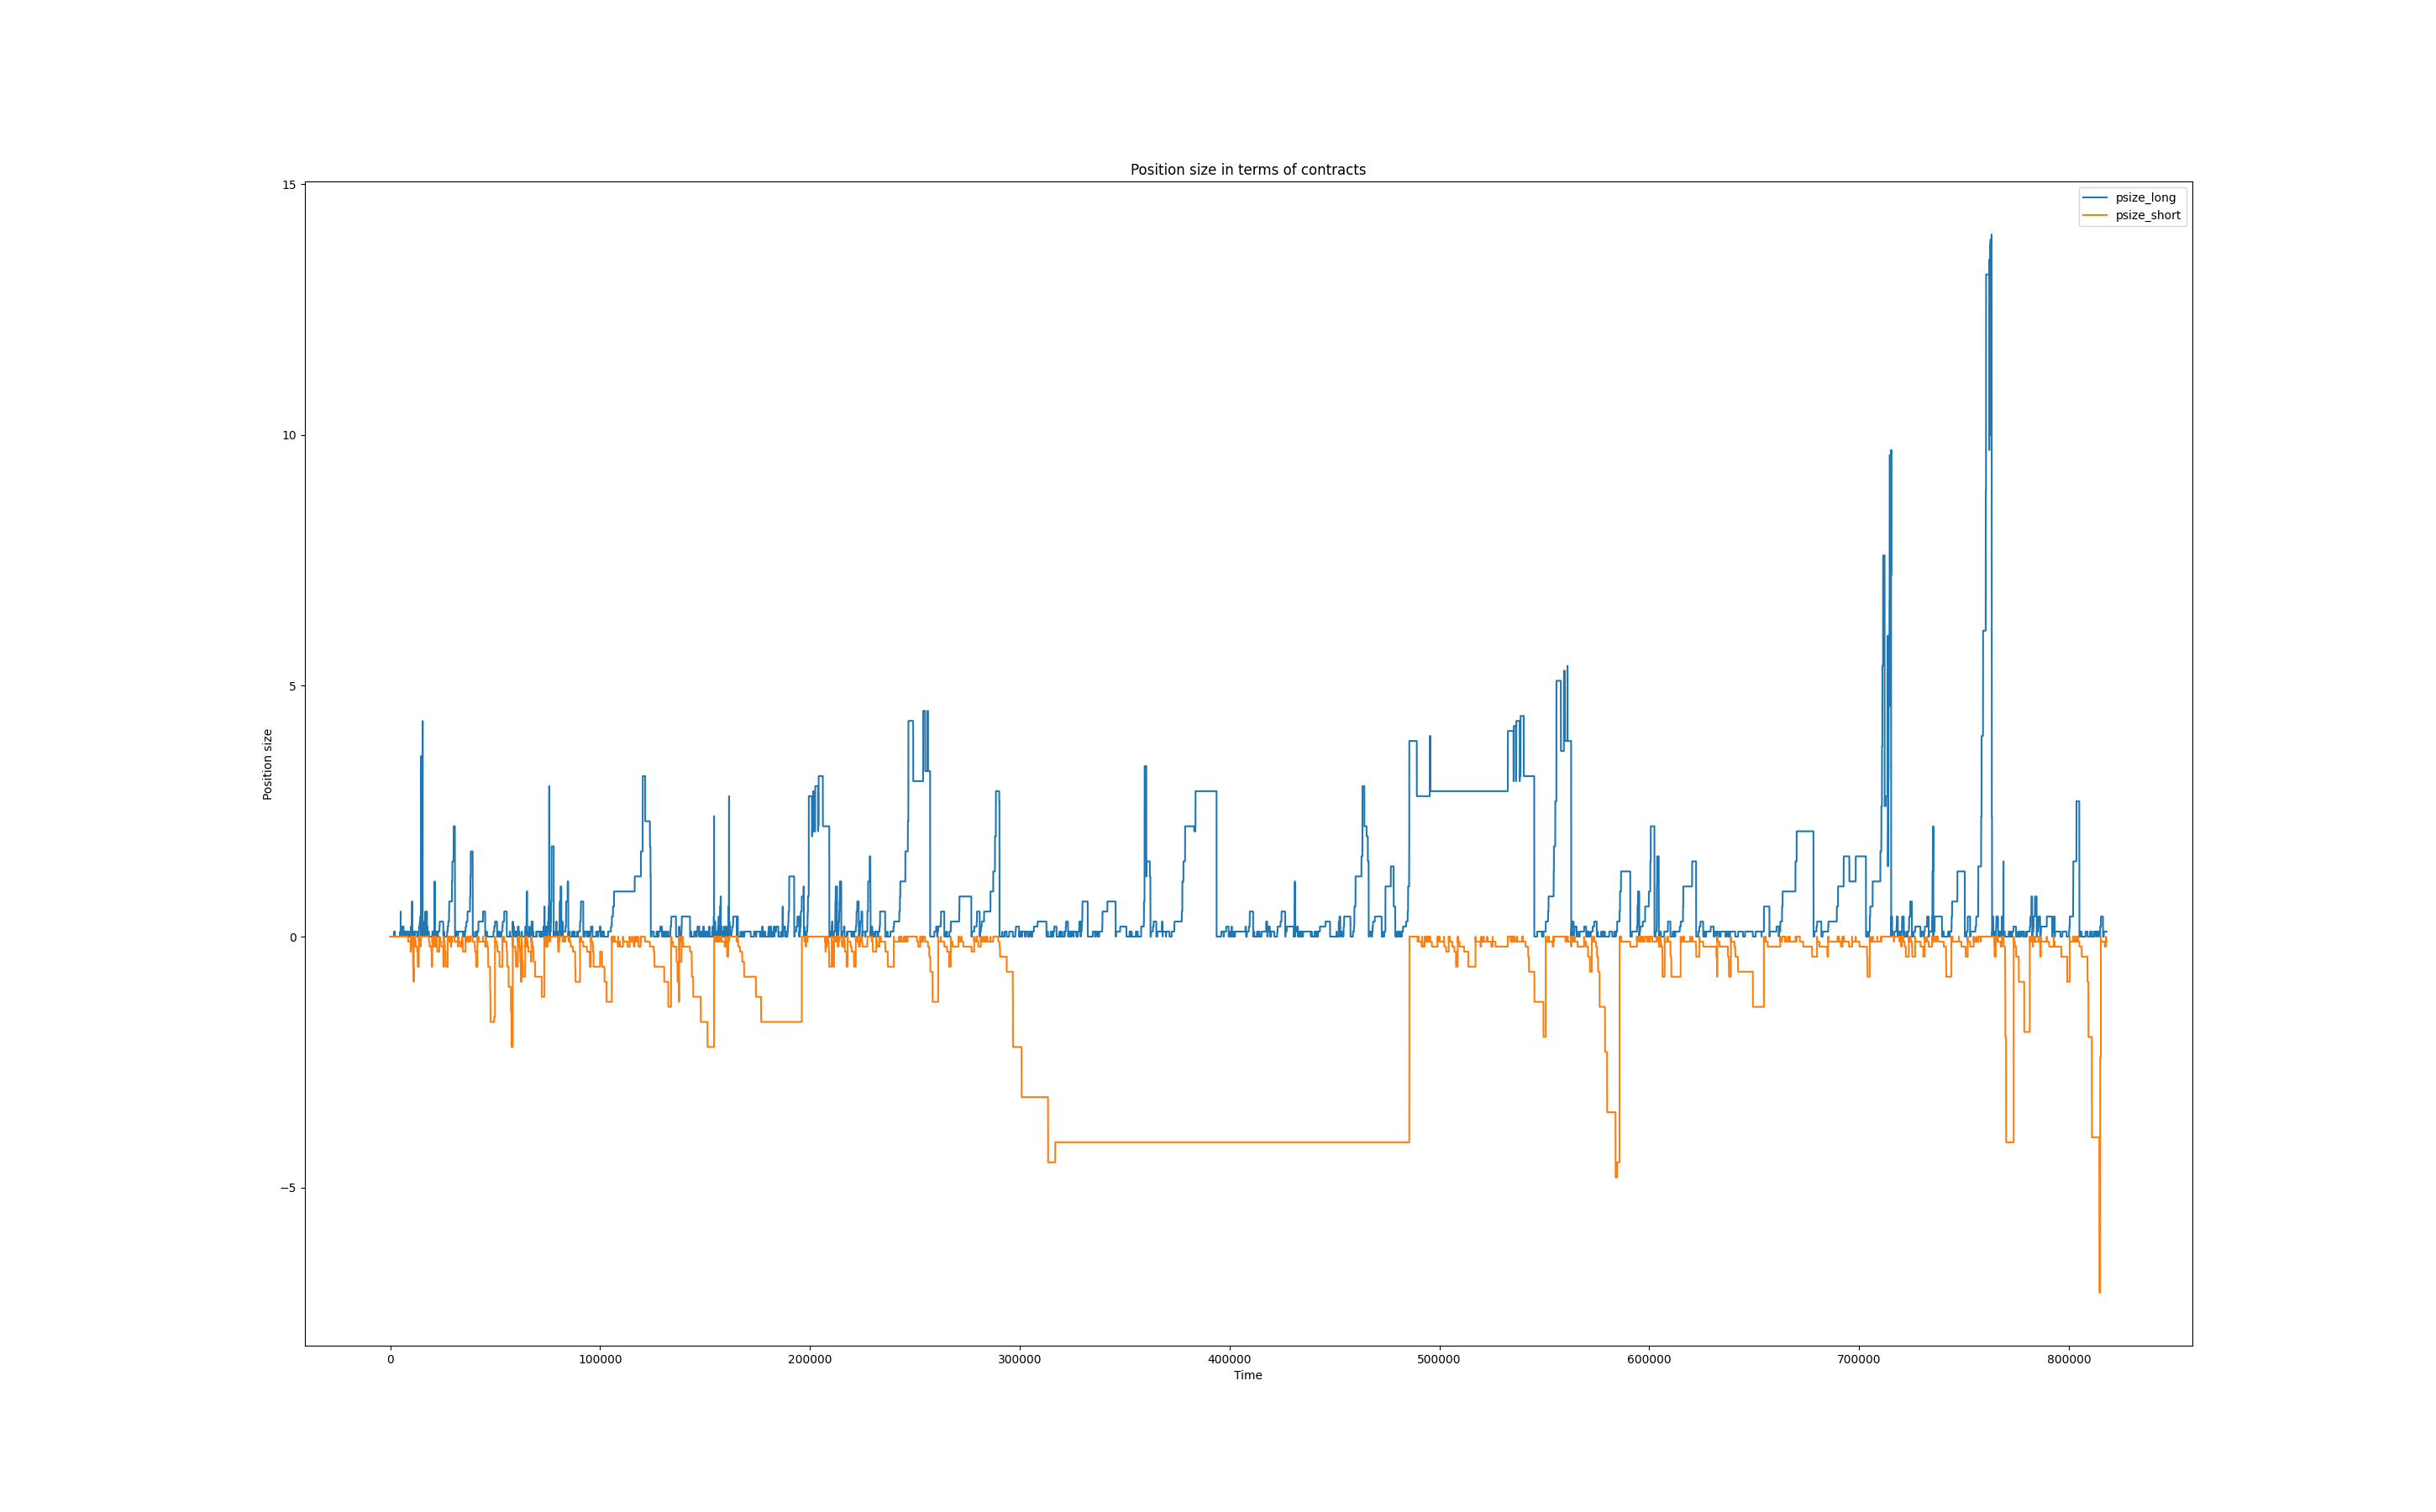 Position size in terms of contracts
psize_long
psize_short
15
10
5
0
−5
Position size
0 100000 200000 300000 400000 500000 600000 700000 800000
Time